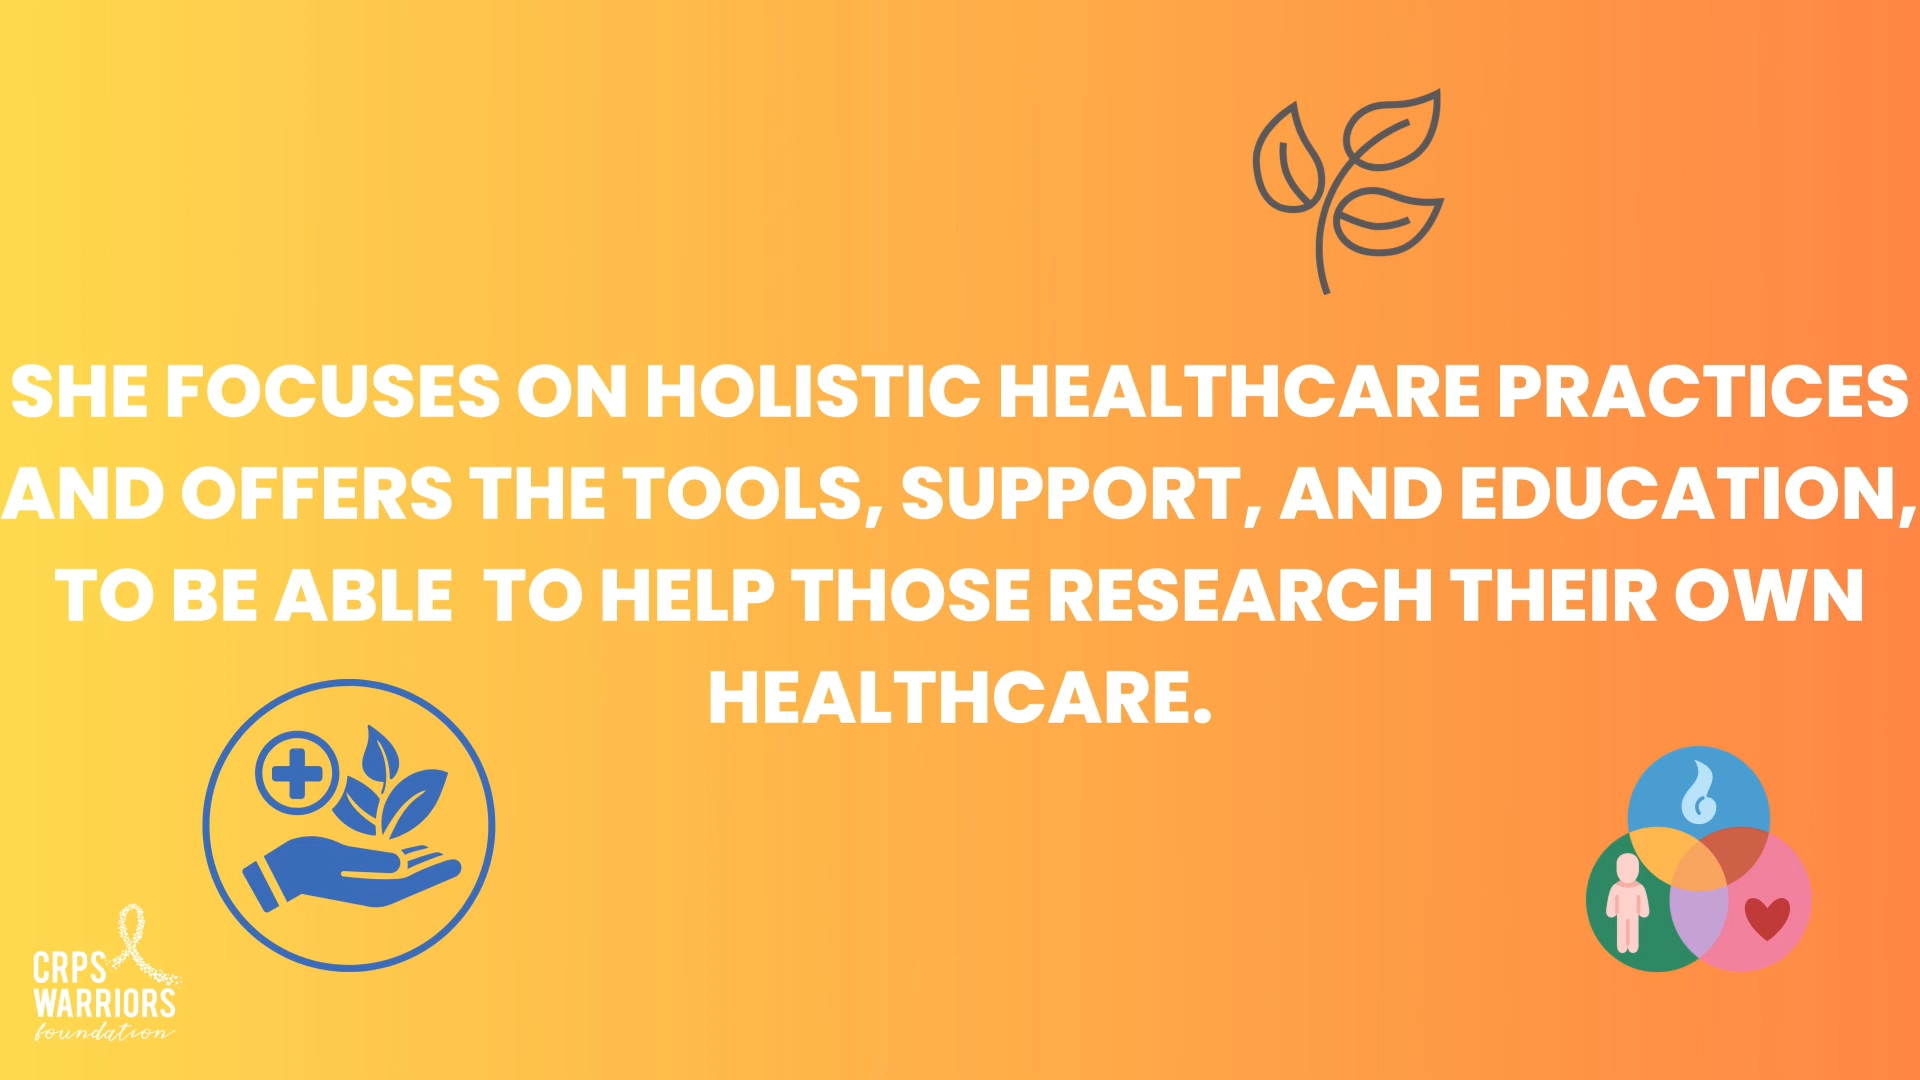 SHE FOCUSES ON HOLISTIC HEALTHCARE PRACTICES
AND OFFERS THE TOOLS, SUPPORT, AND EDUCATION,
TO BE ABLE  TO HELP THOSE RESEARCH THEIR OWN
HEALTHCARE.
CRPS
WARRIORS
foundation